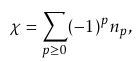 χ = ∑_{p≥0} (−1)^p n_p,